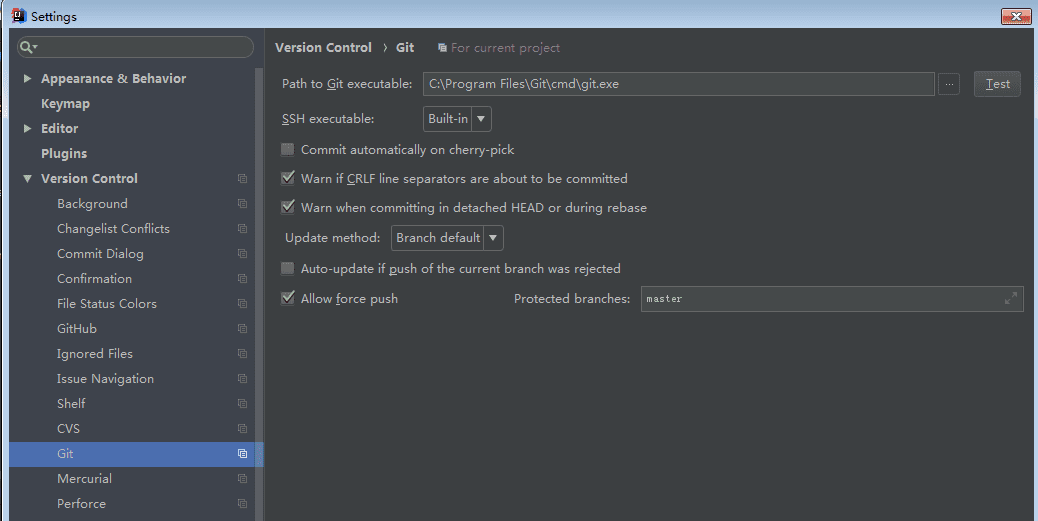 Settings
Version Control › Git For current project
Appearance & Behavior
Keymap
Editor
Plugins
Version Control
Background
Changelist Conflicts
Commit Dialog
Confirmation
File Status Colors
GitHub
Ignored Files
Issue Navigation
Shelf
CVS
Git
Mercurial
Perforce
Path to Git executable: C:\Program Files\Git\cmd\git.exe ... Test
SSH executable: Built-in
Commit automatically on cherry-pick
Warn if CRLF line separators are about to be committed
Warn when committing in detached HEAD or during rebase
Update method: Branch default
Auto-update if push of the current branch was rejected
Allow force push Protected branches: master